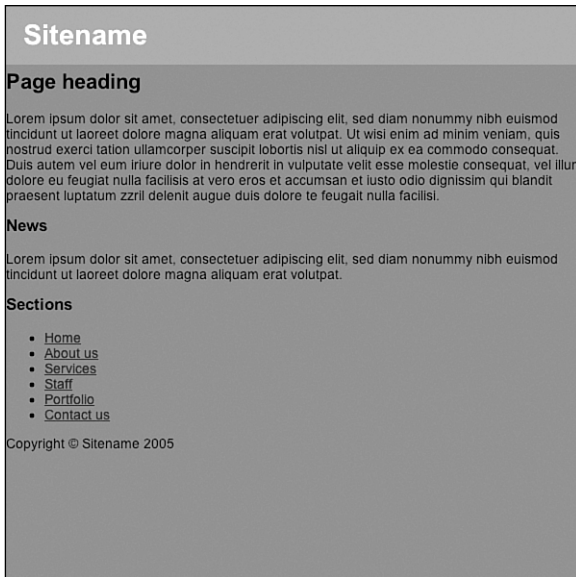 Sitename
Page heading
Lorem ipsum dolor sit amet, consectetuer adipiscing elit, sed diam nonummy nibh euismod
tincidunt ut laoreet dolore magna aliquam erat volutpat. Ut wisi enim ad minim veniam, quis
nostrud exerci tation ullamcorper suscipit lobortis nisl ut aliquip ex ea commodo consequat.
Duis autem vel eum iriure dolor in hendrerit in vulputate velit esse molestie consequat, vel illum
dolore eu feugiat nulla facilisis at vero eros et accumsan et iusto odio dignissim qui blandit
praesent luptatum zzril delenit augue duis dolore te feugait nulla facilisi.
News
Lorem ipsum dolor sit amet, consectetuer adipiscing elit, sed diam nonummy nibh euismod
tincidunt ut laoreet dolore magna aliquam erat volutpat.
Sections
• Home
• About us
• Services
• Staff
• Portfolio
• Contact us
Copyright © Sitename 2005